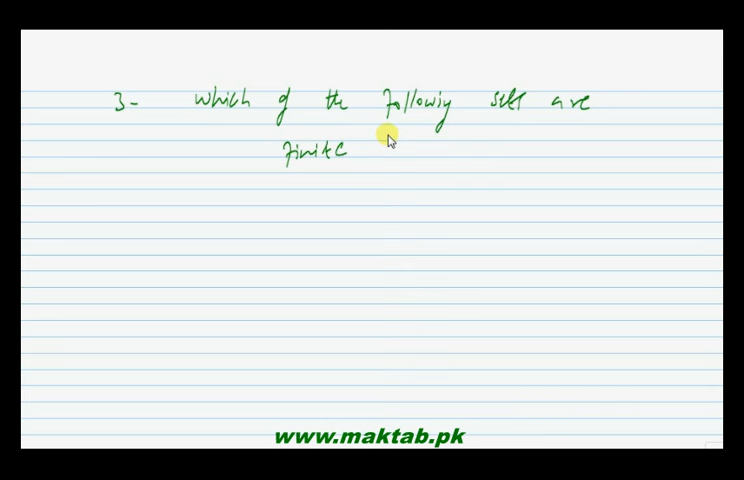 3- which of the following sets are
finite
www.maktab.pk